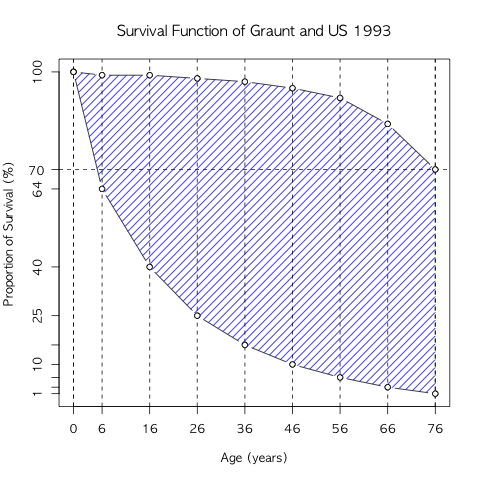 Survival Function of Graunt and US 1993
Proportion of Survival (%)
100
70
64
40
25
10
1
0 6 16 26 36 46 56 66 76
Age (years)